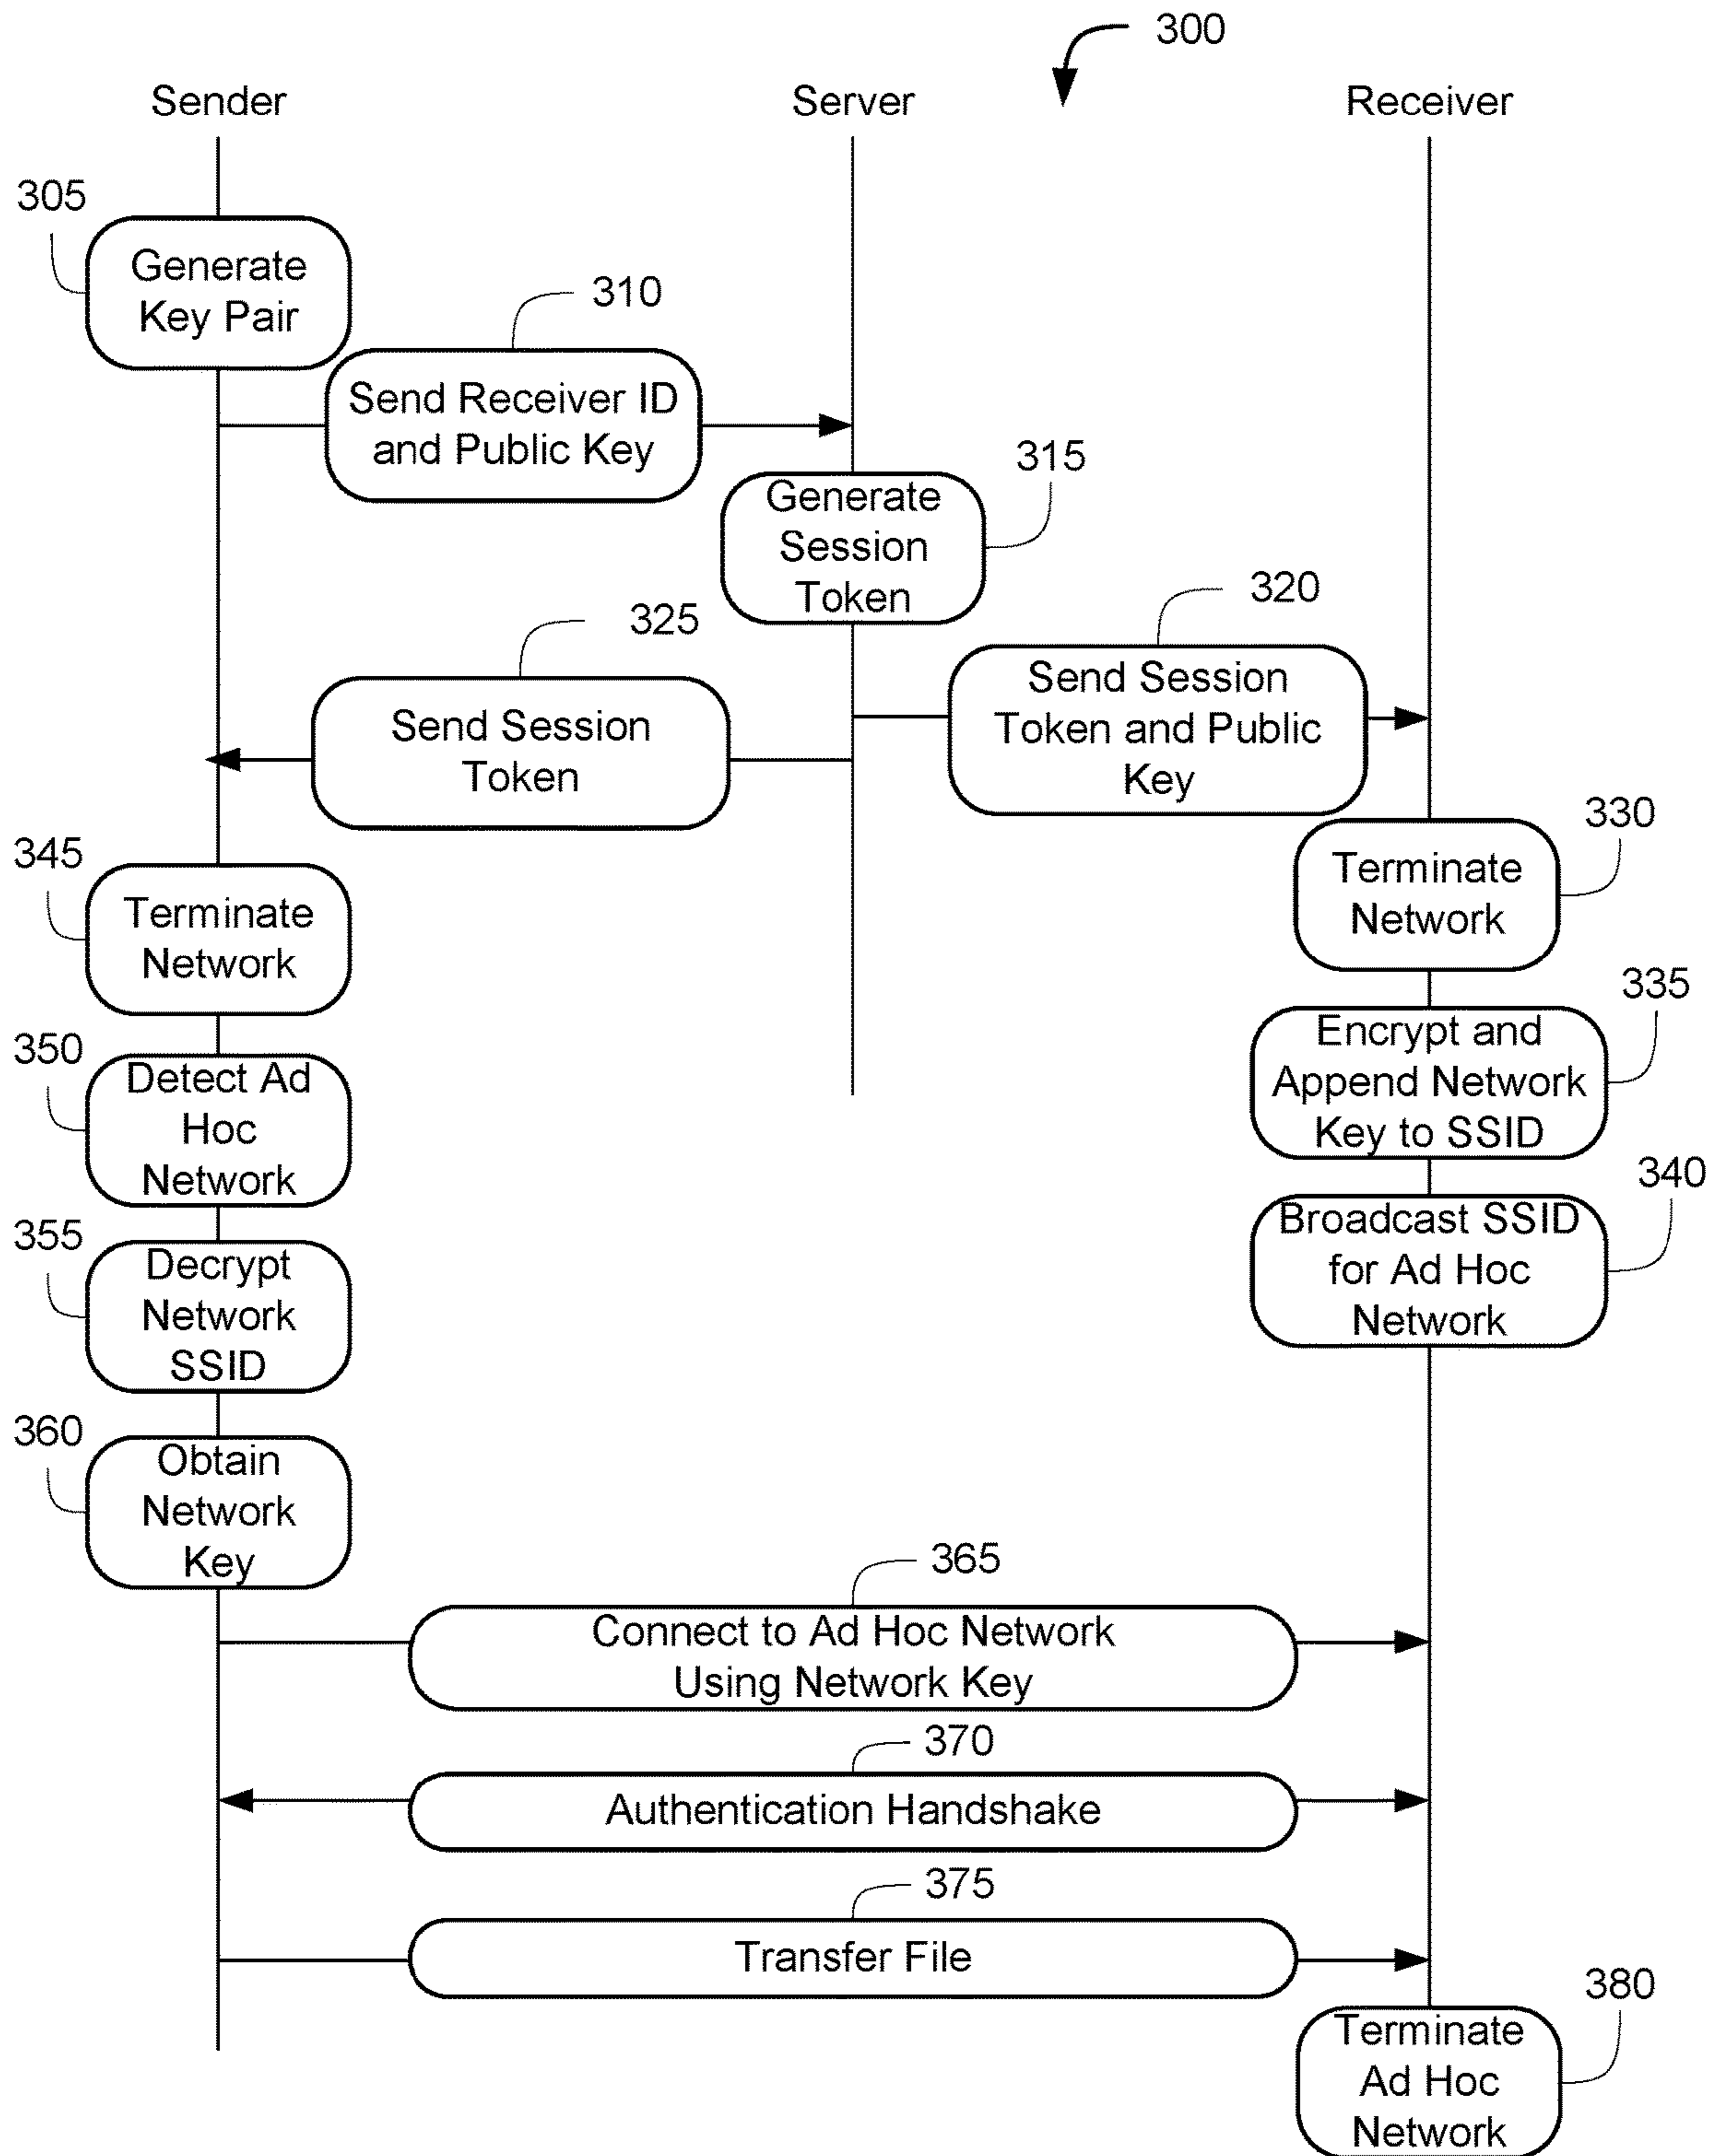 300
Sender
Server
Receiver
305
Generate
Key Pair
310
Send Receiver ID
and Public Key
315
Generate
Session
Token
320
Send Session
Token and Public
Key
325
Send Session
Token
330
Terminate
Network
345
Terminate
Network
335
Encrypt and
Append Network
Key to SSID
350
Detect Ad
Hoc
Network
340
Broadcast SSID
for Ad Hoc
Network
355
Decrypt
Network
SSID
360
Obtain
Network
Key
365
Connect to Ad Hoc Network
Using Network Key
370
Authentication Handshake
375
Transfer File
380
Terminate
Ad Hoc
Network